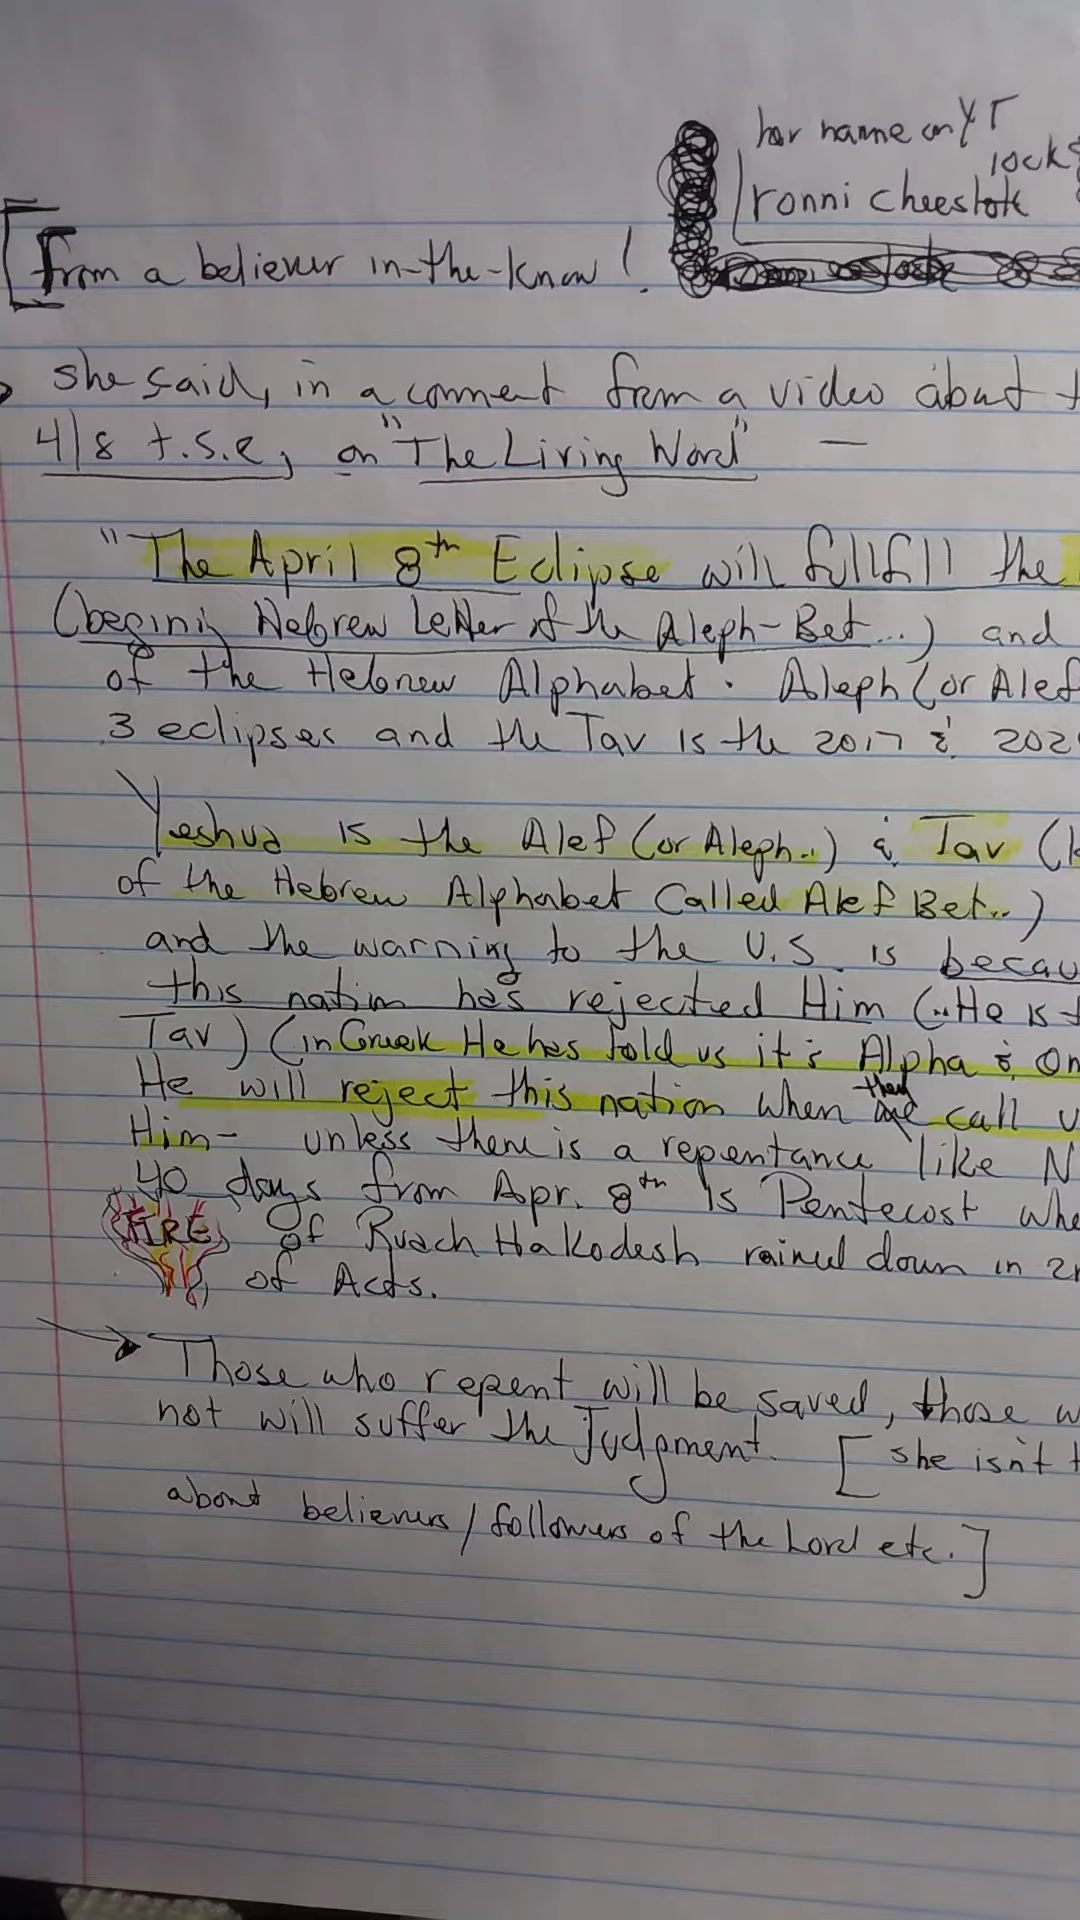 her name on YT
ronni cheestok
From a believer in-the-know!
she said, in a comment from a video about
4/8 t.s.e, on "The Living Word" —
"The April 8th Eclipse will fullfill the
(begining Hebrew Letter of the Aleph-Bet...) and
of the Hebrew Alphabet. Aleph (or Alef
3 eclipses and the Tav is the 2017 & 202
Yeshua is the Alef (or Aleph..) & Tav (
of the Hebrew Alphabet Called Alef Bet..)
and the warning to the U.S. is becau
this nation has rejected Him (..He is t
Tav) (in Greek He has told us it's Alpha & Om
He will reject this nation when they call u
Him - unless there is a repentance like N
40 days from Apr. 8th is Pentecost whe
FIRE of Ruach HaKodesh rained down in 2n
of Acts.
Those who repent will be saved, those w
not will suffer the Judgment. [she isn't t
about believers/followers of the Lord etc.]